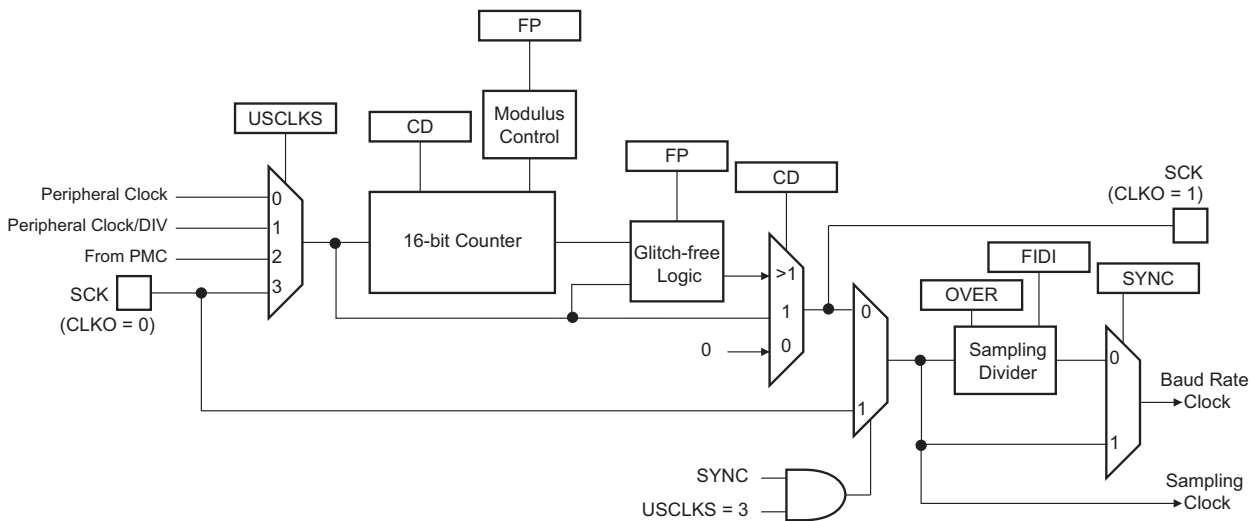 FP
USCLKS
CD
Modulus
Control
FP
CD
SCK
(CLKO = 1)
Peripheral Clock
0
Peripheral Clock/DIV
1
16-bit Counter
From PMC
2
Glitch-free
Logic
>1
FIDI
SCK
3
OVER
SYNC
(CLKO = 0)
1
0
0
0
Sampling
Divider
0
Baud Rate
Clock
1
1
SYNC
USCLKS = 3
Sampling
Clock